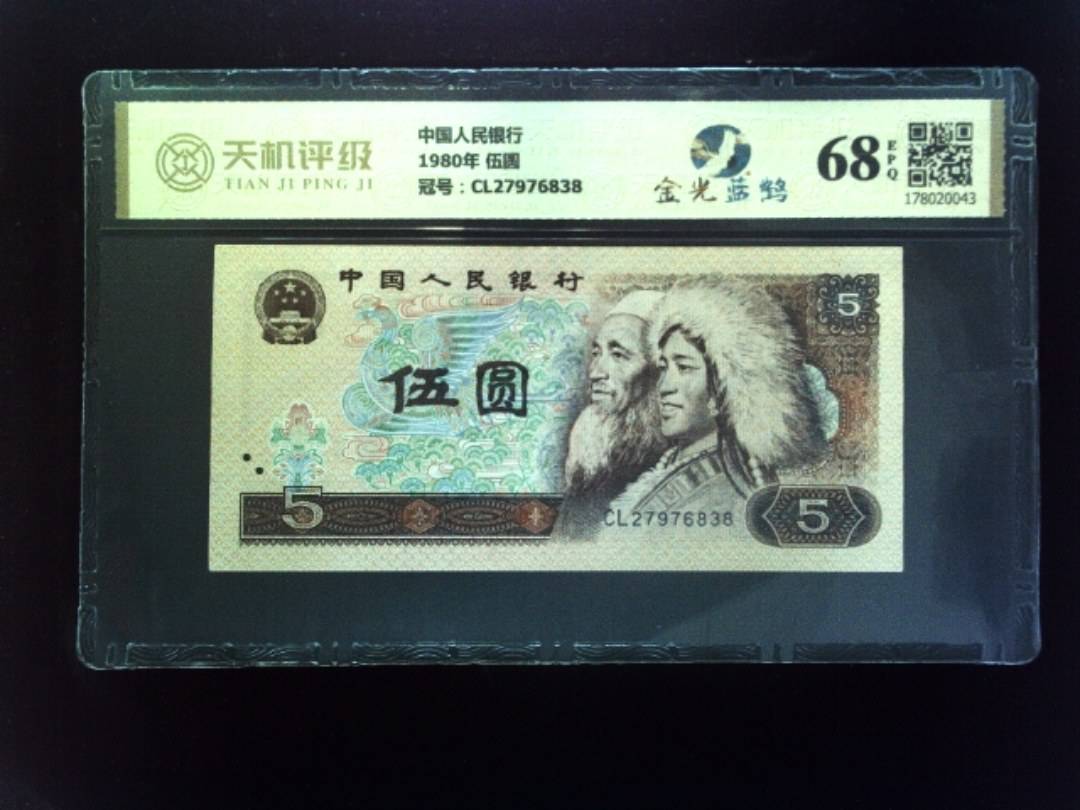 天机评级
TIAN JI PING JI
中国人民银行
1980年 伍圆
冠号：CL27976838
金光蓝鹤
68
EPQ
178020043
中国人民银行
5
伍圆
5
CL27976838
5